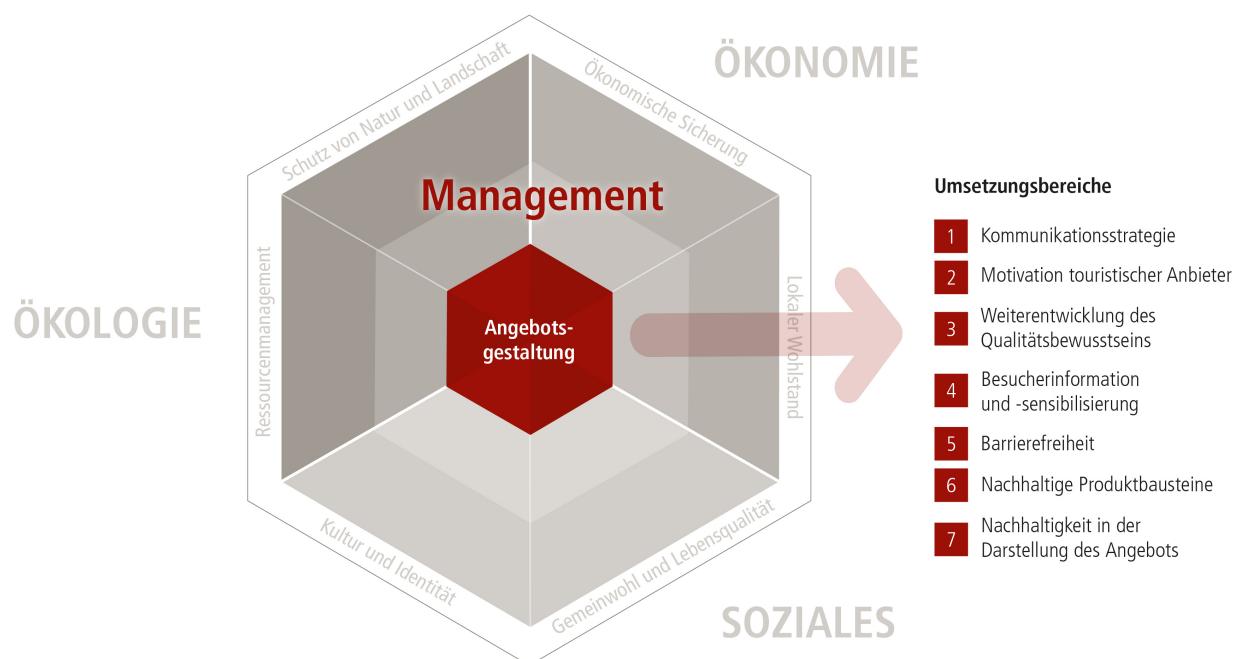 ÖKONOMIE
Schutz von Natur und Landschaft
Ökonomische Sicherung
Management
Ressourcenmanagement
ÖKOLOGIE
Angebots-
gestaltung
Lokaler Wohlstand
Kultur und Identität
Gemeinwohl und Lebensqualität
SOZIALES
Umsetzungsbereiche
1 Kommunikationsstrategie
2 Motivation touristischer Anbieter
3 Weiterentwicklung des
Qualitätsbewusstseins
4 Besucherinformation
und -sensibilisierung
5 Barrierefreiheit
6 Nachhaltige Produktbausteine
7 Nachhaltigkeit in der
Darstellung des Angebots